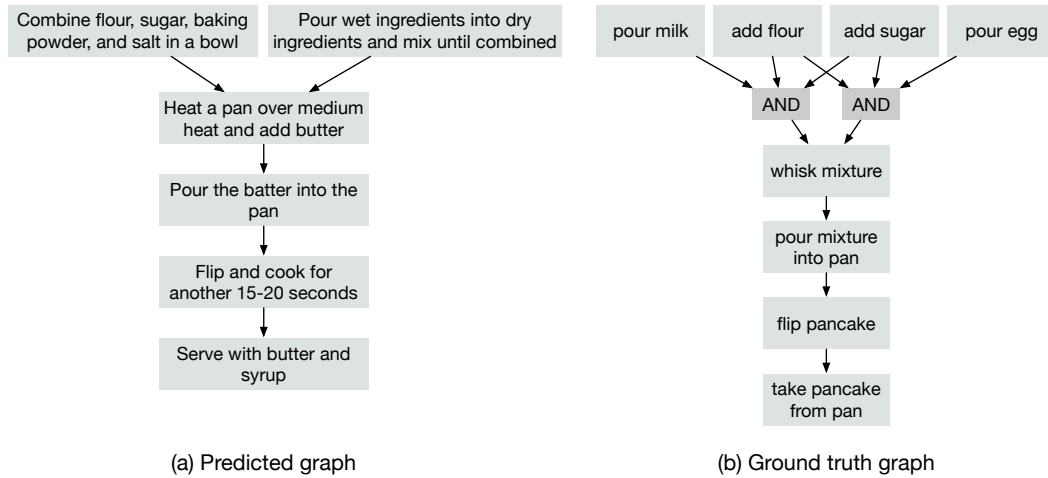 Combine flour, sugar, baking
powder, and salt in a bowl
Pour wet ingredients into dry
ingredients and mix until combined
Heat a pan over medium
heat and add butter
Pour the batter into the
pan
Flip and cook for
another 15-20 seconds
Serve with butter and
syrup
(a) Predicted graph
pour milk
add flour
add sugar
pour egg
AND
AND
whisk mixture
pour mixture
into pan
flip pancake
take pancake
from pan
(b) Ground truth graph